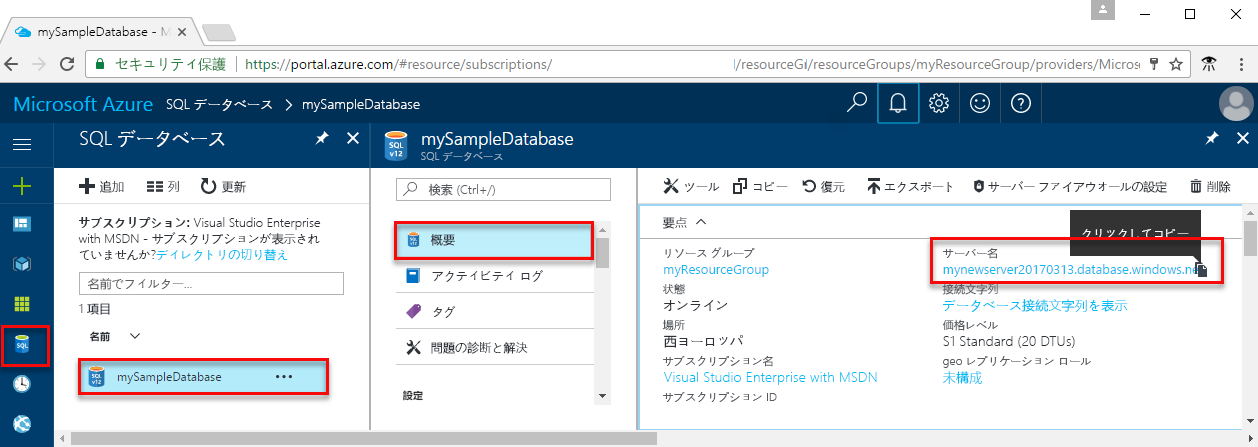 mySampleDatabase - M
セキュリティ保護
https://portal.azure.com/#resource/subscriptions/
/resourceGi/resourceGroups/myResourceGroup/providers/Micros
Microsoft Azure
SQL データベース
mySampleDatabase
SQL データベース
追加
列
更新
サブスクリプション: Visual Studio Enterprise
with MSDN - サブスクリプションが表示され
ていませんか?ディレクトリの切り替え
名前でフィルター...
1 項目
名前
SQL
v12
mySampleDatabase
SQL
SQL
v12
mySampleDatabase
SQL データベース
検索 (Ctrl+/)
概要
アクティビティ ログ
タグ
問題の診断と解決
設定
ツール
コピー
復元
エクスポート
サーバー ファイアウオールの設定
削除
要点
クリックしてコピー
リソース グループ
myResourceGroup
状態
オンライン
場所
西ヨーロッパ
サブスクリプション名
Visual Studio Enterprise with MSDN
サブスクリプション ID
サーバー名
mynewserver20170313.database.windows.ne
接続文字列
データベース接続文字列を表示
価格レベル
S1 Standard (20 DTUs)
geo レプリケーション ロール
未構成